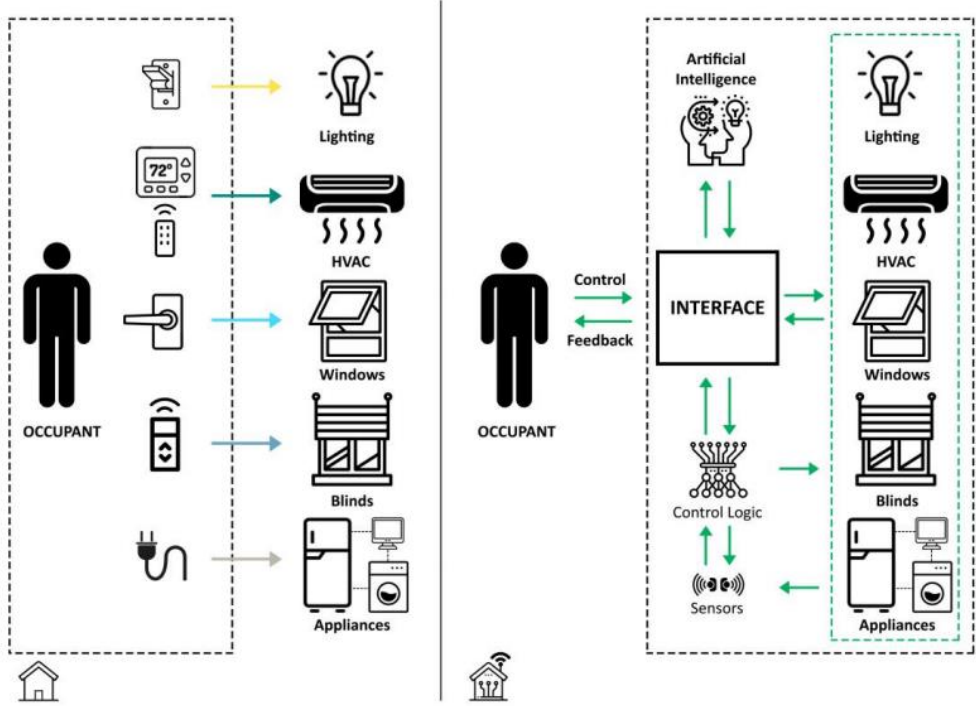 Lighting
72°
HVAC
Windows
OCCUPANT
Blinds
Appliances
Artificial
Intelligence
Lighting
HVAC
Control
INTERFACE
Feedback
Windows
OCCUPANT
Control Logic
Blinds
Sensors
Appliances